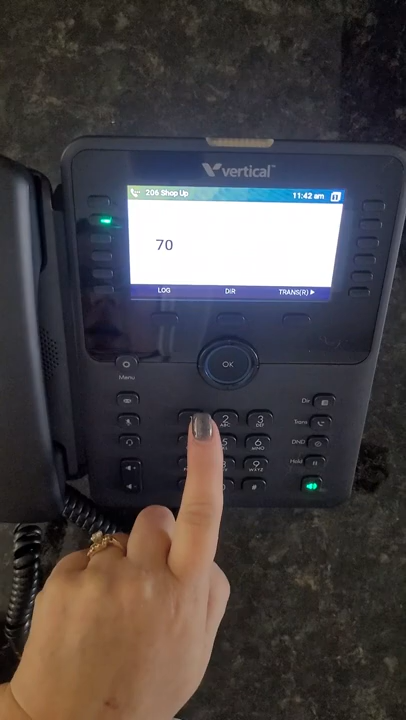 vertical
206 Shop Up
11:42 am
70
LOG DiR TRANS(R)
Menu
Dir
1 2 ABC 3 DEF
Trans
5 6 MNO
DND
9 WXYZ
Hold
#